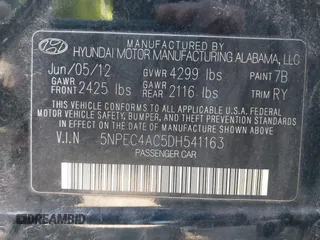 MANUFACTURED BY
HYUNDAI MOTOR MANUFACTURING ALABAMA, LLC
Jun/05/12 GVWR 4299 lbs PAINT 7B
GAWR FRONT 2425 lbs GAWR REAR 2116 lbs TRIM RY
THIS VEHICLE CONFORMS TO ALL APPLICABLE U.S. FEDERAL
MOTOR VEHICLE SAFETY, BUMPER, AND THEFT PREVENTION
STANDARDS IN EFFECT ON THE DATE OF MANUFACTURE
SHOWN ABOVE.
V.I.N 5NPEC4AC5DH541163
PASSENGER CAR
DREAMBID